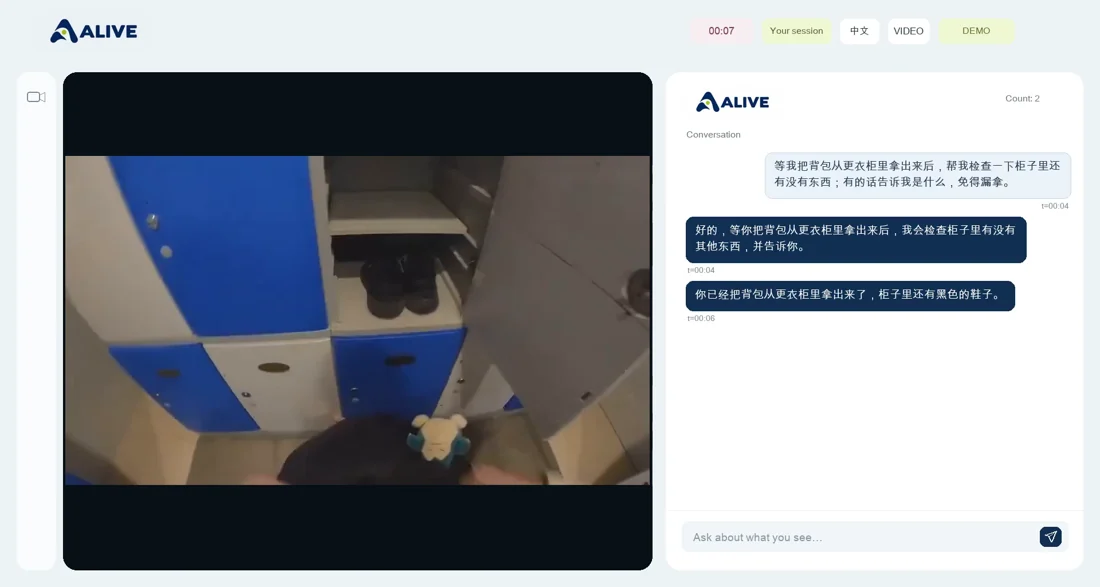 ALIVE
00:07
Your session
中文
VIDEO
DEMO
ALIVE
Count: 2
Conversation
等我把背包从更衣柜里拿出来后，帮我检查一下柜子里还
有没有东西；有的话告诉我是什么，免得漏拿。
t=00:04
好的，等你把背包从更衣柜里拿出来后，我会检查柜子里有没有
其他东西，并告诉你。
t=00:04
你已经把背包从更衣柜里拿出来了，柜子里还有黑色的鞋子。
t=00:06
Ask about what you see...